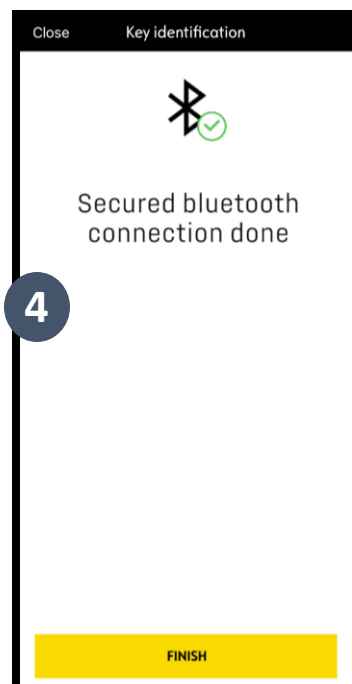 Close Key identification
Secured bluetooth
connection done
4
FINISH